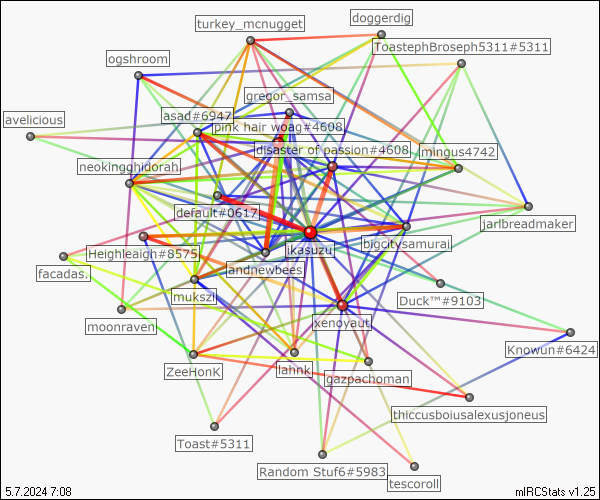 doggerdig
turkey_mcnugget
ToastephBroseph5311#5311
ogshroom
gregor_samsa
asad#6947
avelicious
pink hair woag#4608
disaster of passion#4608
mingus4742
neokingghidorah
default#0617
jarlbreadmaker
bigcitysamurai
ikasuzu
Heighleaigh#8575
andnewbees
facadas.
mukszi
Duck™#9103
moonraven
xenoyaut
Knowun#6424
ZeeHonK
lahnk
gazpachoman
thiccusboiusalexusjoneus
Toast#5311
Random Stuf6#5983
tescoroll
5.7.2024 7:08
mIRCStats v1.25